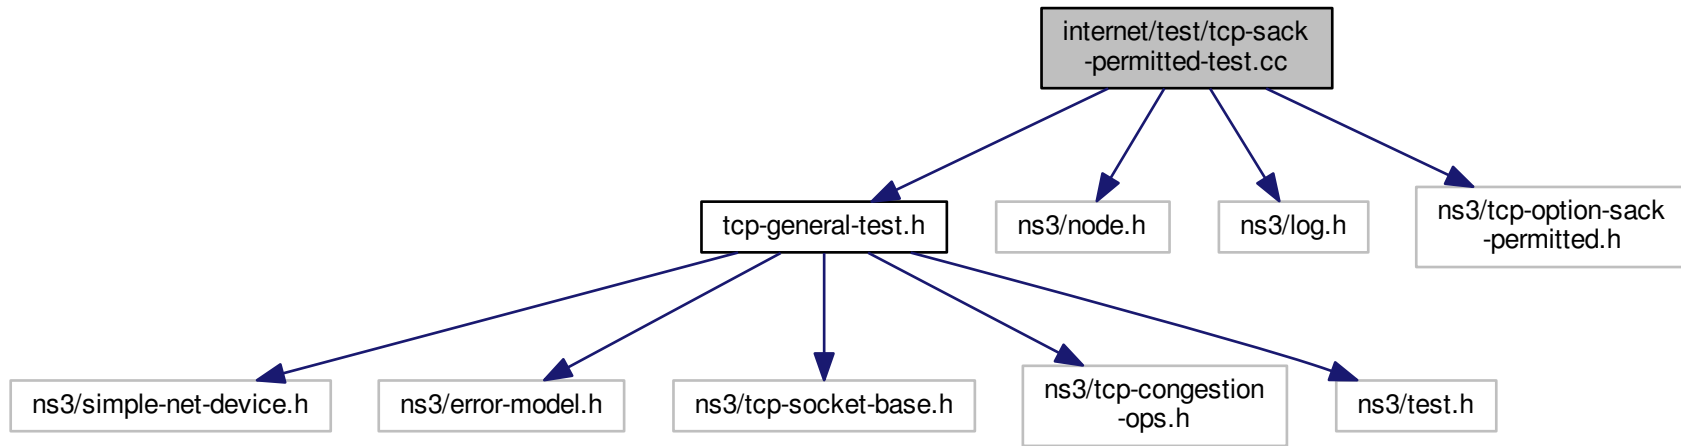 internet/test/tcp-sack
-permitted-test.cc
tcp-general-test.h
ns3/node.h
ns3/log.h
ns3/tcp-option-sack
-permitted.h
ns3/simple-net-device.h
ns3/error-model.h
ns3/tcp-socket-base.h
ns3/tcp-congestion
-ops.h
ns3/test.h